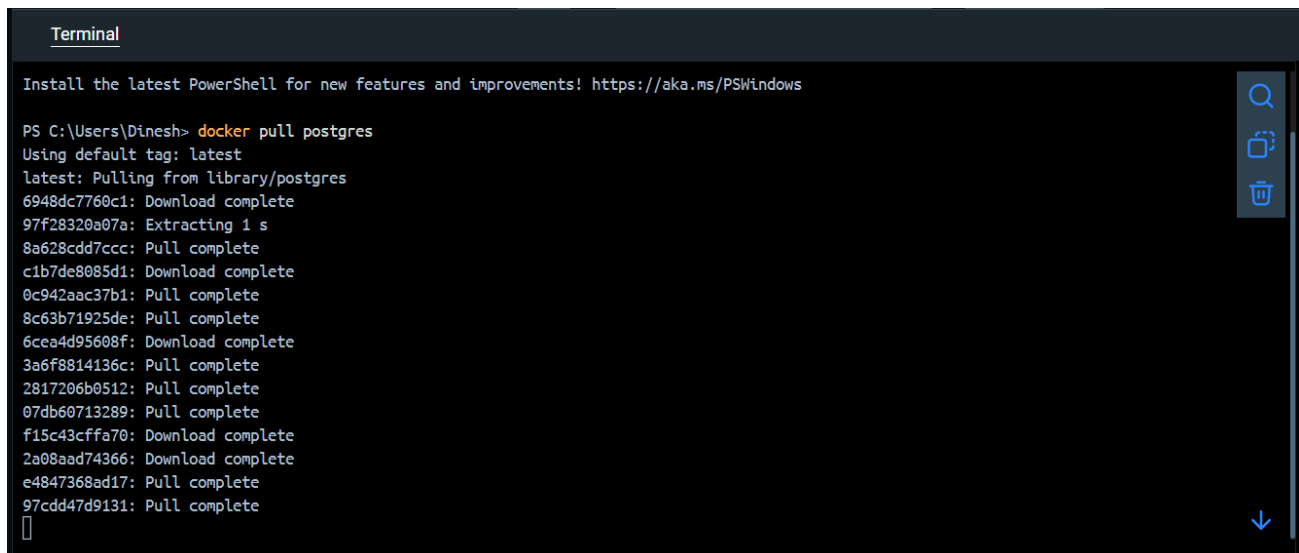 Terminal
Install the latest PowerShell for new features and improvements! https://aka.ms/PSWindows
PS C:\Users\Dinesh> docker pull postgres
Using default tag: latest
latest: Pulling from library/postgres
6948dc7760c1: Download complete
97f28320a07a: Extracting 1 s
8a628cdd7ccc: Pull complete
c1b7de8085d1: Download complete
0c942aac37b1: Pull complete
8c63b71925de: Pull complete
6cea4d95608f: Download complete
3a6f8814136c: Pull complete
2817206b0512: Pull complete
07db60713289: Pull complete
f15c43cffa70: Download complete
2a08aad74366: Download complete
e4847368ad17: Pull complete
97cdd47d9131: Pull complete